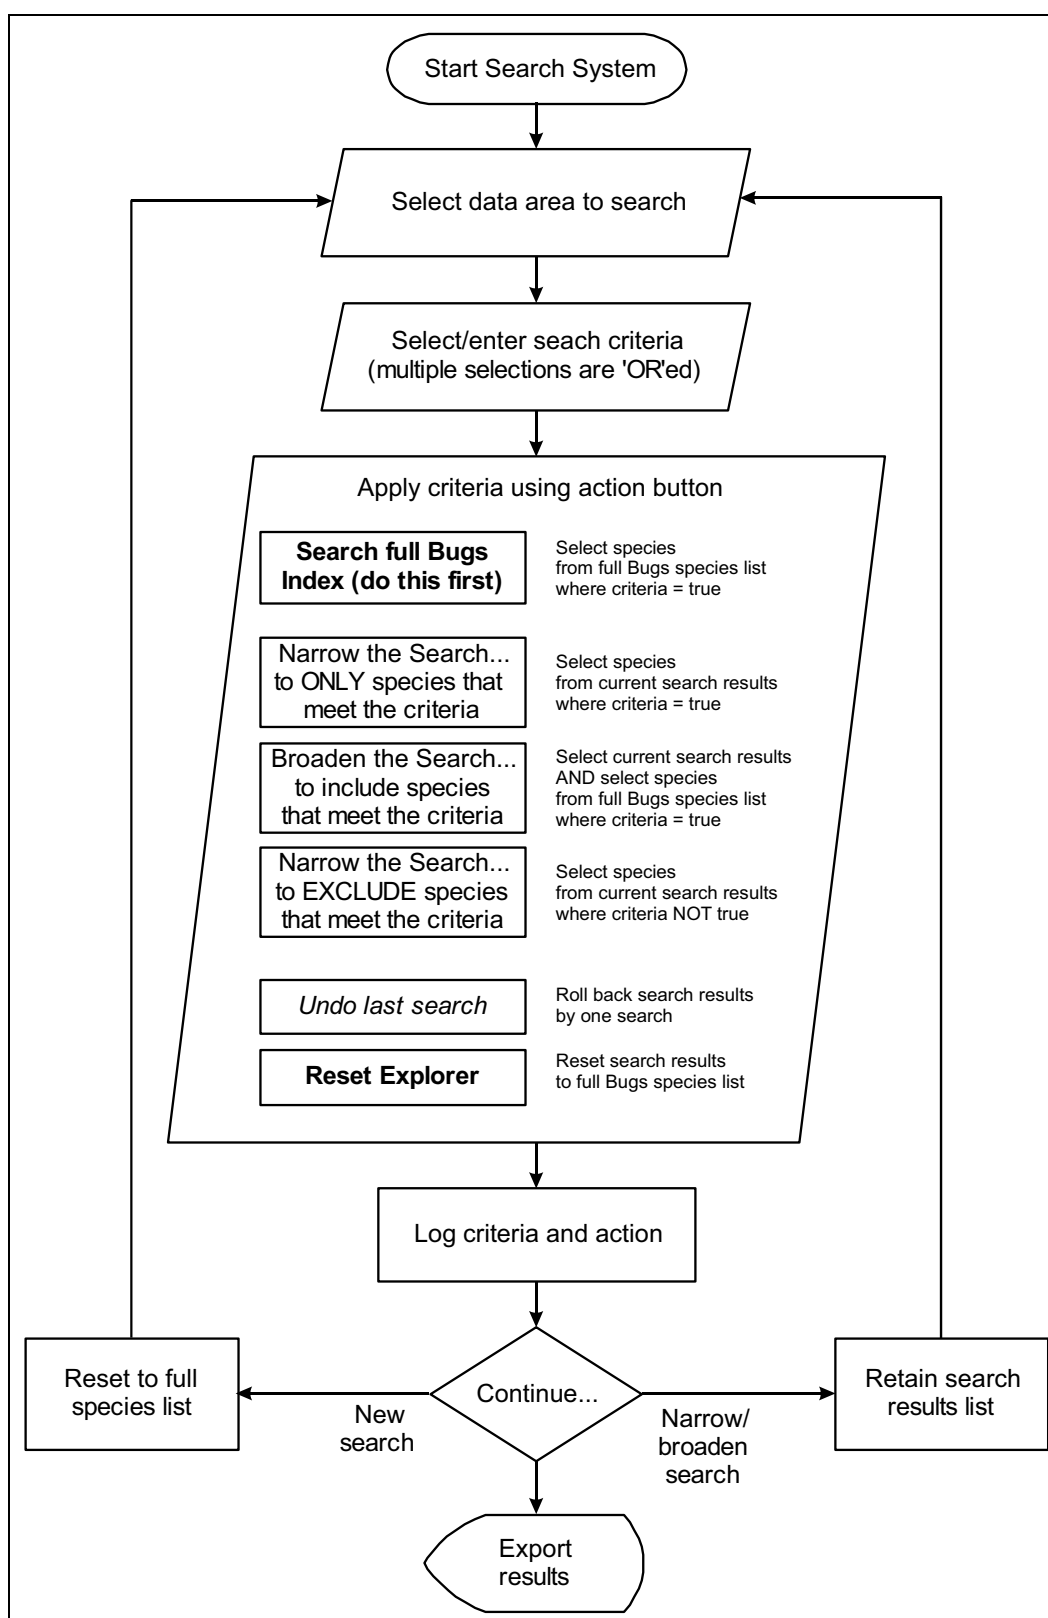 Start Search System
Select data area to search
Select/enter seach criteria
(multiple selections are 'OR'ed)
Apply criteria using action button
Search full Bugs
Index (do this first)
Select species
from full Bugs species list
where criteria = true
Narrow the Search...
to ONLY species that
meet the criteria
Select species
from current search results
where criteria = true
Broaden the Search...
to include species
that meet the criteria
Select current search results
AND select species
from full Bugs species list
where criteria = true
Narrow the Search...
to EXCLUDE species
that meet the criteria
Select species
from current search results
where criteria NOT true
Undo last search
Roll back search results
by one search
Reset Explorer
Reset search results
to full Bugs species list
Log criteria and action
Reset to full
species list
New
search
Continue...
Narrow/
broaden
search
Retain search
results list
Export
results